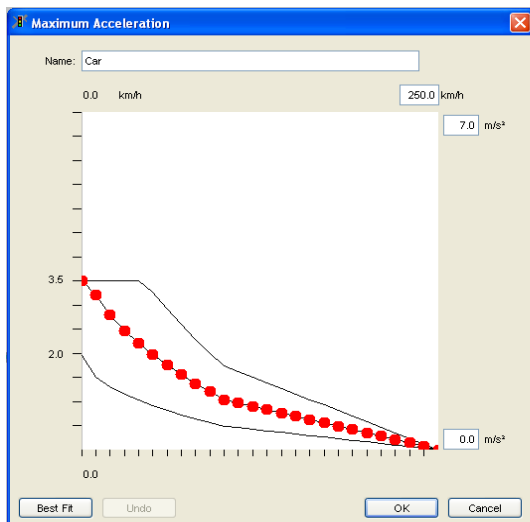 Maximum Acceleration
Name: Car
0.0 km/h 250.0 km/h
7.0 m/s²
3.5
2.0
0.0 m/s²
0.0
Best Fit Undo OK Cancel